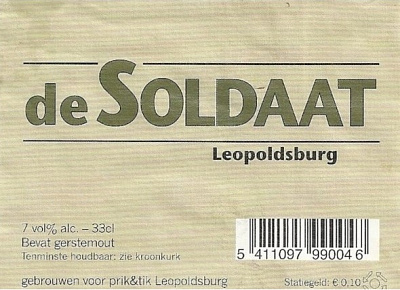 de SOLDAAT
Leopoldsburg
7 vol% alc. – 33cl
Bevat gerstemout
Tenminste houdbaar: zie kroonkurk
5 411097 990046
gebrouwen voor prik&tik Leopoldsburg
Statiegeld: € 0,10